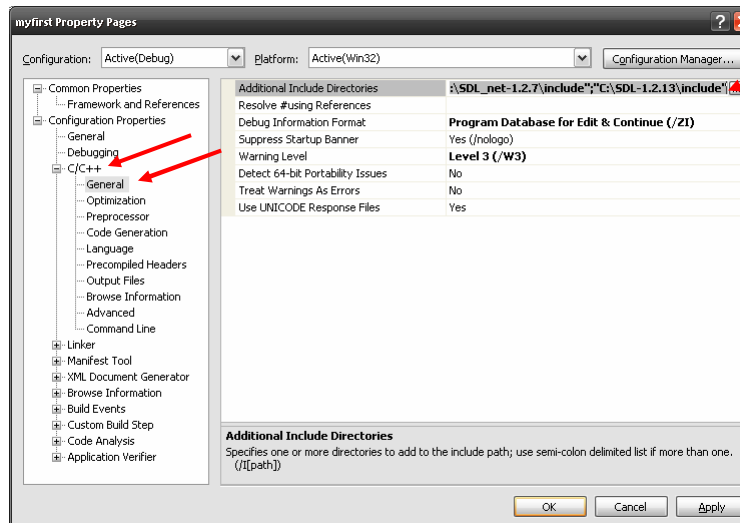 myfirst Property Pages
Configuration: Active(Debug) Platform: Active(Win32) Configuration Manager...
Common Properties
Framework and References
Configuration Properties
General
Debugging
C/C++
General
Optimization
Preprocessor
Code Generation
Language
Precompiled Headers
Output Files
Browse Information
Advanced
Command Line
Linker
Manifest Tool
XML Document Generator
Browse Information
Build Events
Custom Build Step
Code Analysis
Application Verifier
Additional Include Directories :\SDL_net-1.2.7\include";"C:\SDL-1.2.13\include"
Resolve #using References
Debug Information Format Program Database for Edit & Continue (/ZI)
Suppress Startup Banner Yes (/nologo)
Warning Level Level 3 (/W3)
Detect 64-bit Portability Issues No
Treat Warnings As Errors No
Use UNICODE Response Files Yes
Additional Include Directories
Specifies one or more directories to add to the include path; use semi-colon delimited list if more than one.
(/I[path])
OK Cancel Apply